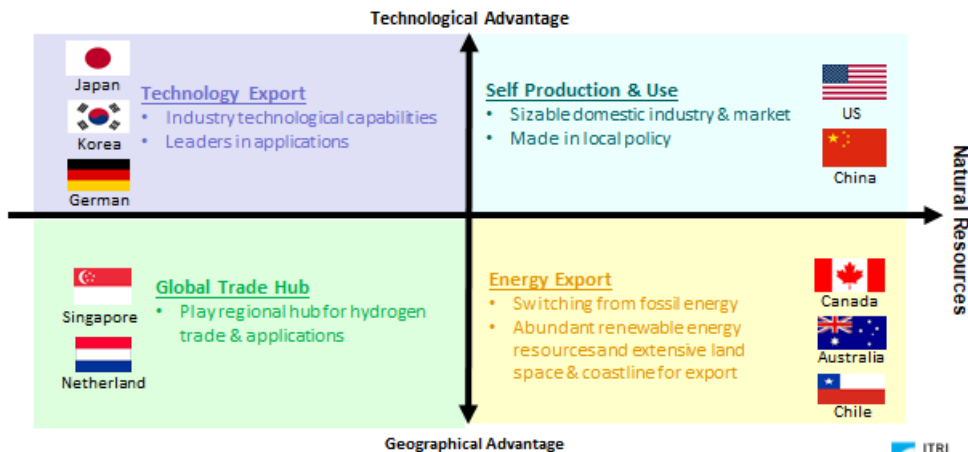 Technological Advantage
Japan
Korea
German
Technology Export
• Industry technological capabilities
• Leaders in applications
Self Production & Use
• Sizable domestic industry & market
• Made in local policy
US
China
Natural Resources
Singapore
Netherland
Global Trade Hub
• Play regional hub for hydrogen
trade & applications
Energy Export
• Switching from fossil energy
• Abundant renewable energy
resources and extensive land
space & coastline for export
Canada
Australia
Chile
Geographical Advantage
ITRI